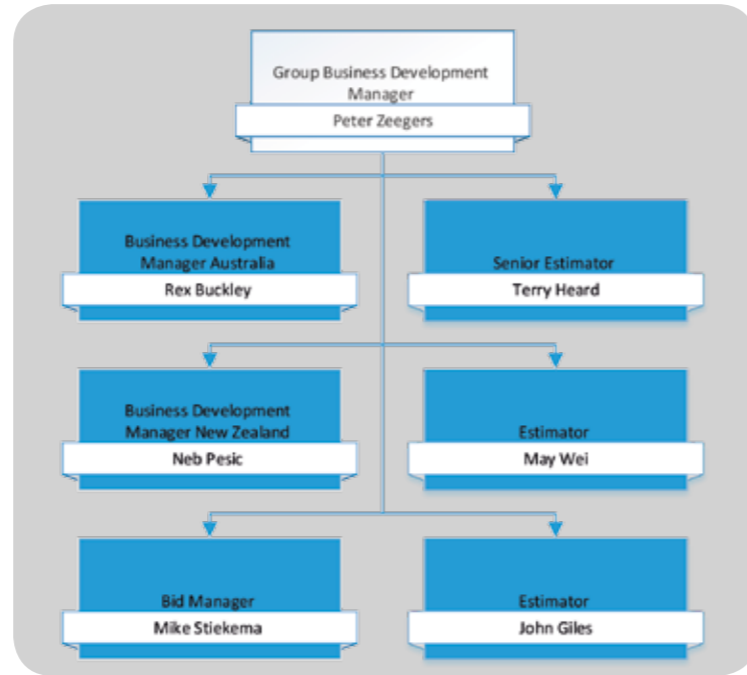 Group Business Development
Manager
Peter Zeegers
Business Development
Manager Australia
Rex Buckley
Senior Estimator
Terry Heard
Business Development
Manager New Zealand
Neb Pesic
Estimator
May Wei
Bid Manager
Mike Stiekema
Estimator
John Giles